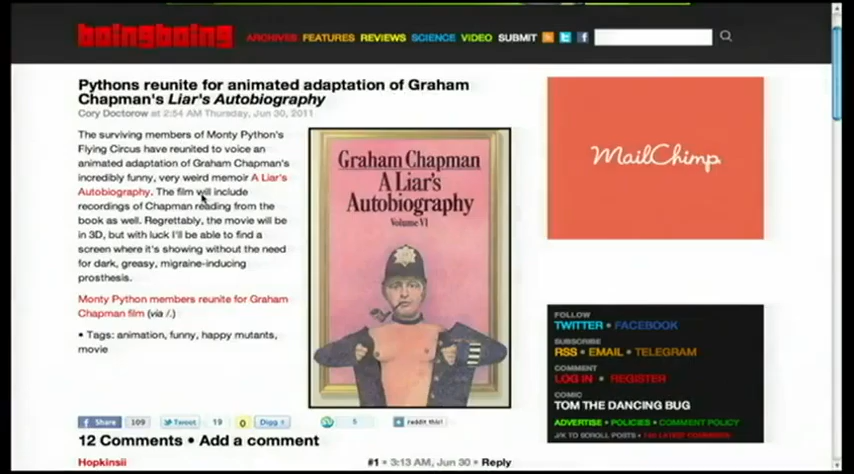 boingboing
ARCHIVES FEATURES REVIEWS SCIENCE VIDEO SUBMIT
Pythons reunite for animated adaptation of Graham
Chapman's Liar's Autobiography
Cory Doctorow at 2:54 AM Thursday, Jun 30, 2011
The surviving members of Monty Python's
Flying Circus have reunited to voice an
animated adaptation of Graham Chapman's
incredibly funny, very weird memoir A Liar's
Autobiography. The film will include
recordings of Chapman reading from the
book as well. Regrettably, the movie will be
in 3D, but with luck I'll be able to find a
screen where it's showing without the need
for dark, greasy, migraine-inducing
prosthesis.
Monty Python members reunite for Graham
Chapman film (via /.)
• Tags: animation, funny, happy mutants,
movie
Graham Chapman
A Liar's
Autobiography
Volume VI
MailChimp
FOLLOW
TWITTER • FACEBOOK
SUBSCRIBE
RSS • EMAIL • TELEGRAM
COMMENT
LOG IN • REGISTER
COMIC
TOM THE DANCING BUG
ADVERTISE • POLICIES • COMMENT POLICY
J/K TO SCROLL POSTS • 100 LATEST COMMENTS
f Share 109 Tweet 19 0 Digg 5 reddit this!
12 Comments • Add a comment
Hopkinsii #1 • 3:13 AM, Jun 30 • Reply